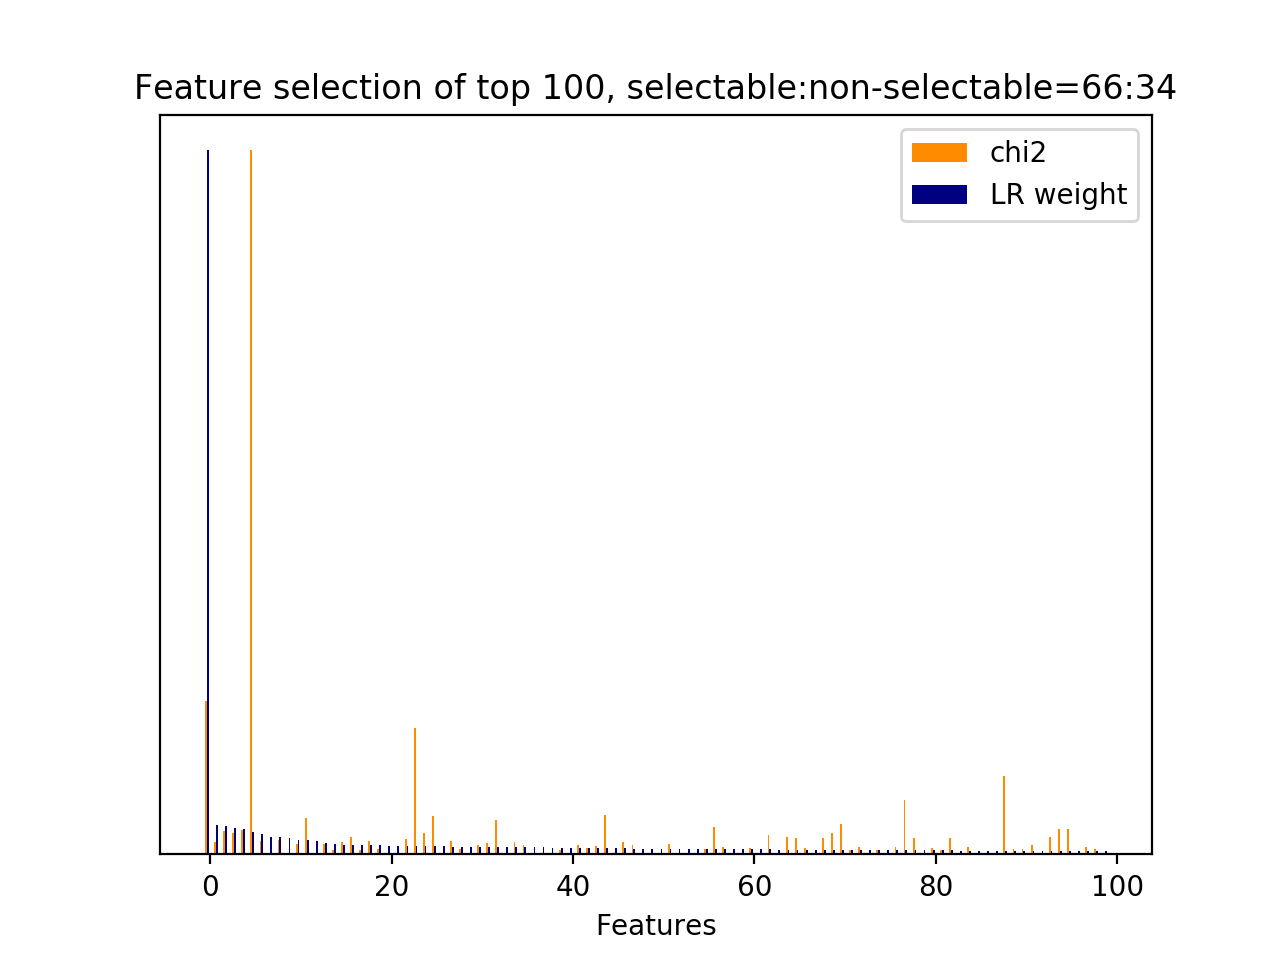 Feature selection of top 100, selectable:non-selectable=66:34
chi2
LR weight
0 20 40 60 80 100
Features